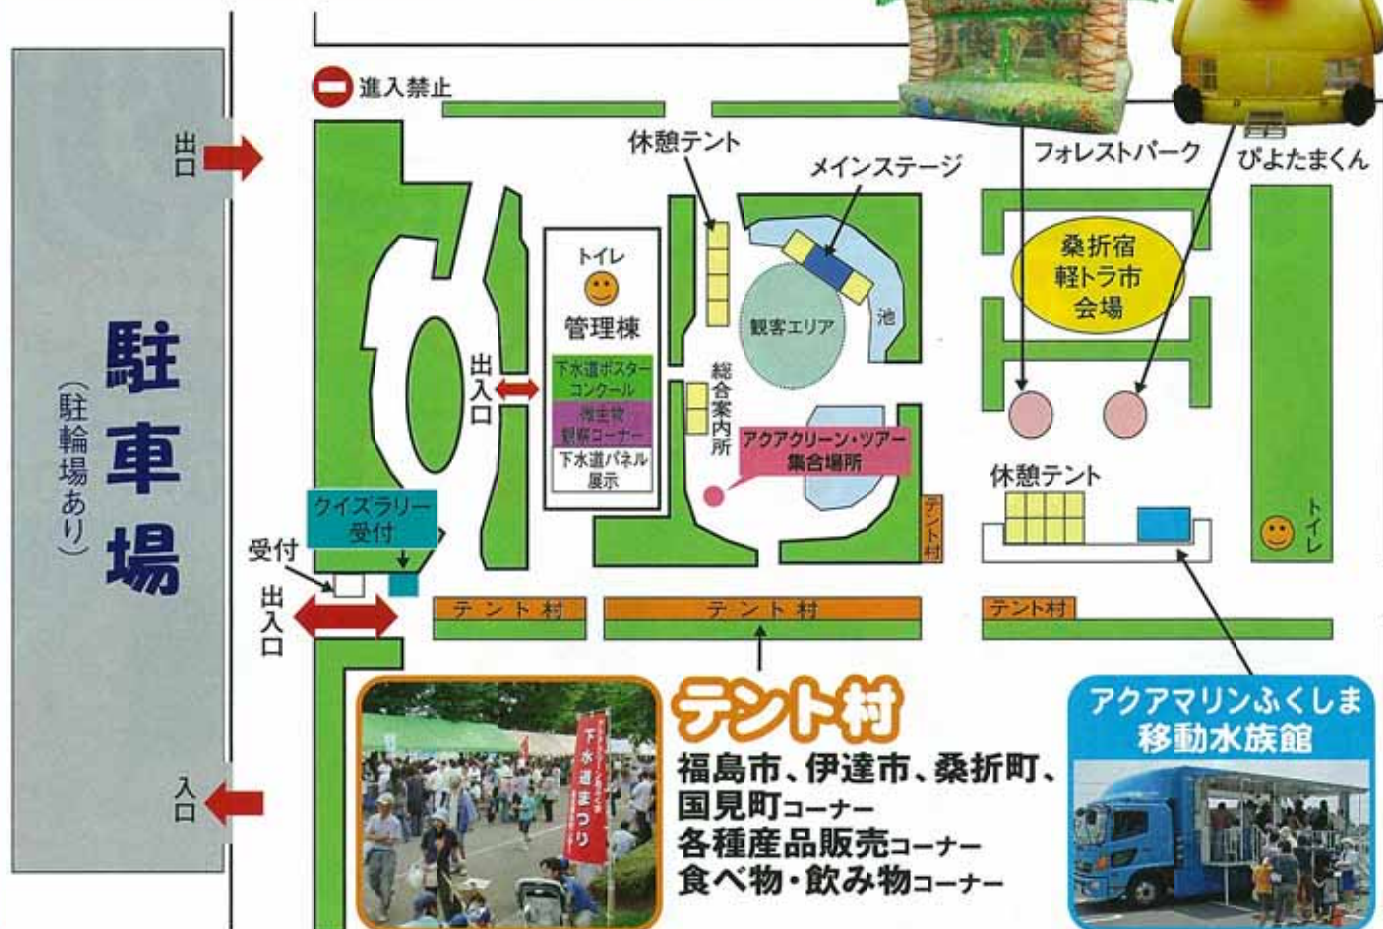 進入禁止
出口
駐車場
(駐輪場あり)
入口
休憩テント
メインステージ
フォレストパーク
ぴよたまくん
トイレ
管理棟
下水道ポスター
コンクール
微生物
観察コーナー
下水道パネル
展示
出入口
観客エリア
池
総合案内所
アクアクリーン・ツアー
集合場所
桑折宿
軽トラ市
会場
クイズラリー
受付
受付
出入口
休憩テント
テント村
トイレ
テント村
テント村
テント村
テント村
福島市、伊達市、桑折町、
国見町コーナー
各種産品販売コーナー
食べ物・飲み物コーナー
下水道まつり
アクアマリンふくしま
移動水族館